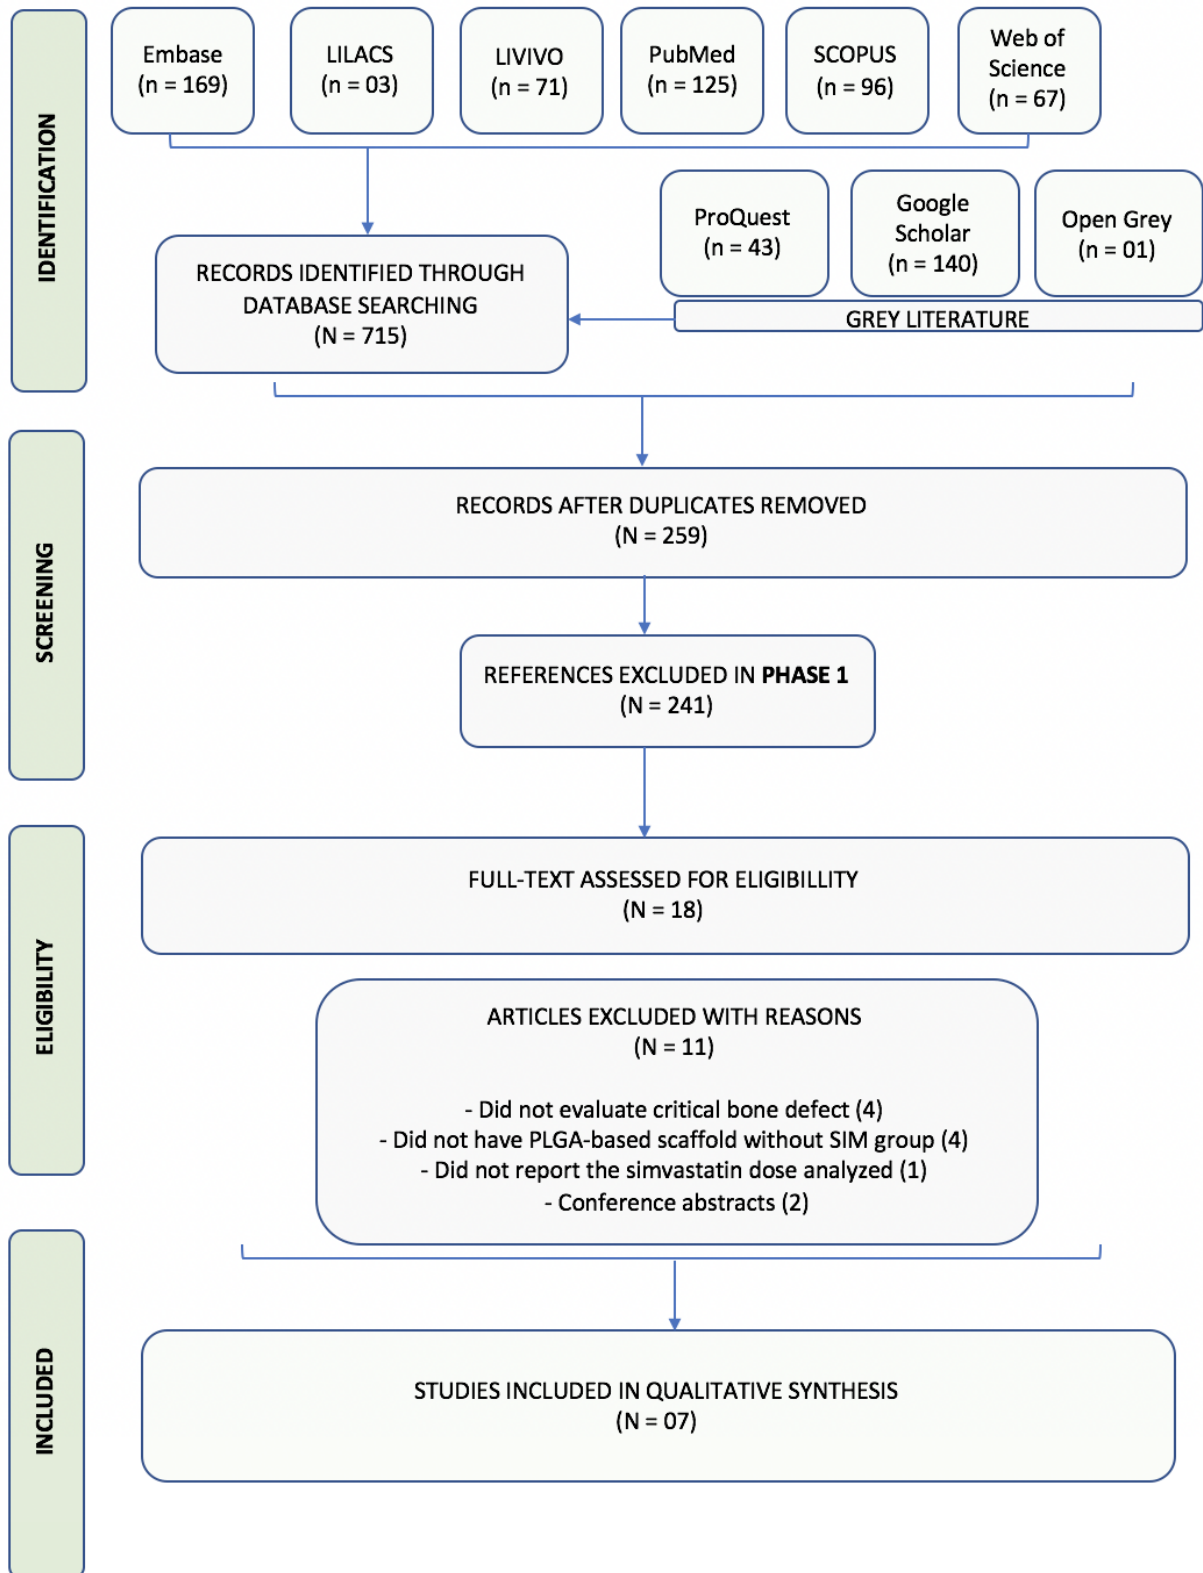 IDENTIFICATION
Embase
(n = 169)
LILACS
(n = 03)
LIVIVO
(n = 71)
PubMed
(n = 125)
SCOPUS
(n = 96)
Web of
Science
(n = 67)
ProQuest
(n = 43)
Google
Scholar
(n = 140)
Open Grey
(n = 01)
GREY LITERATURE
RECORDS IDENTIFIED THROUGH
DATABASE SEARCHING
(N = 715)
SCREENING
RECORDS AFTER DUPLICATES REMOVED
(N = 259)
REFERENCES EXCLUDED IN PHASE 1
(N = 241)
ELIGIBILITY
FULL-TEXT ASSESSED FOR ELIGIBILLITY
(N = 18)
ARTICLES EXCLUDED WITH REASONS
(N = 11)
- Did not evaluate critical bone defect (4)
- Did not have PLGA-based scaffold without SIM group (4)
- Did not report the simvastatin dose analyzed (1)
- Conference abstracts (2)
INCLUDED
STUDIES INCLUDED IN QUALITATIVE SYNTHESIS
(N = 07)